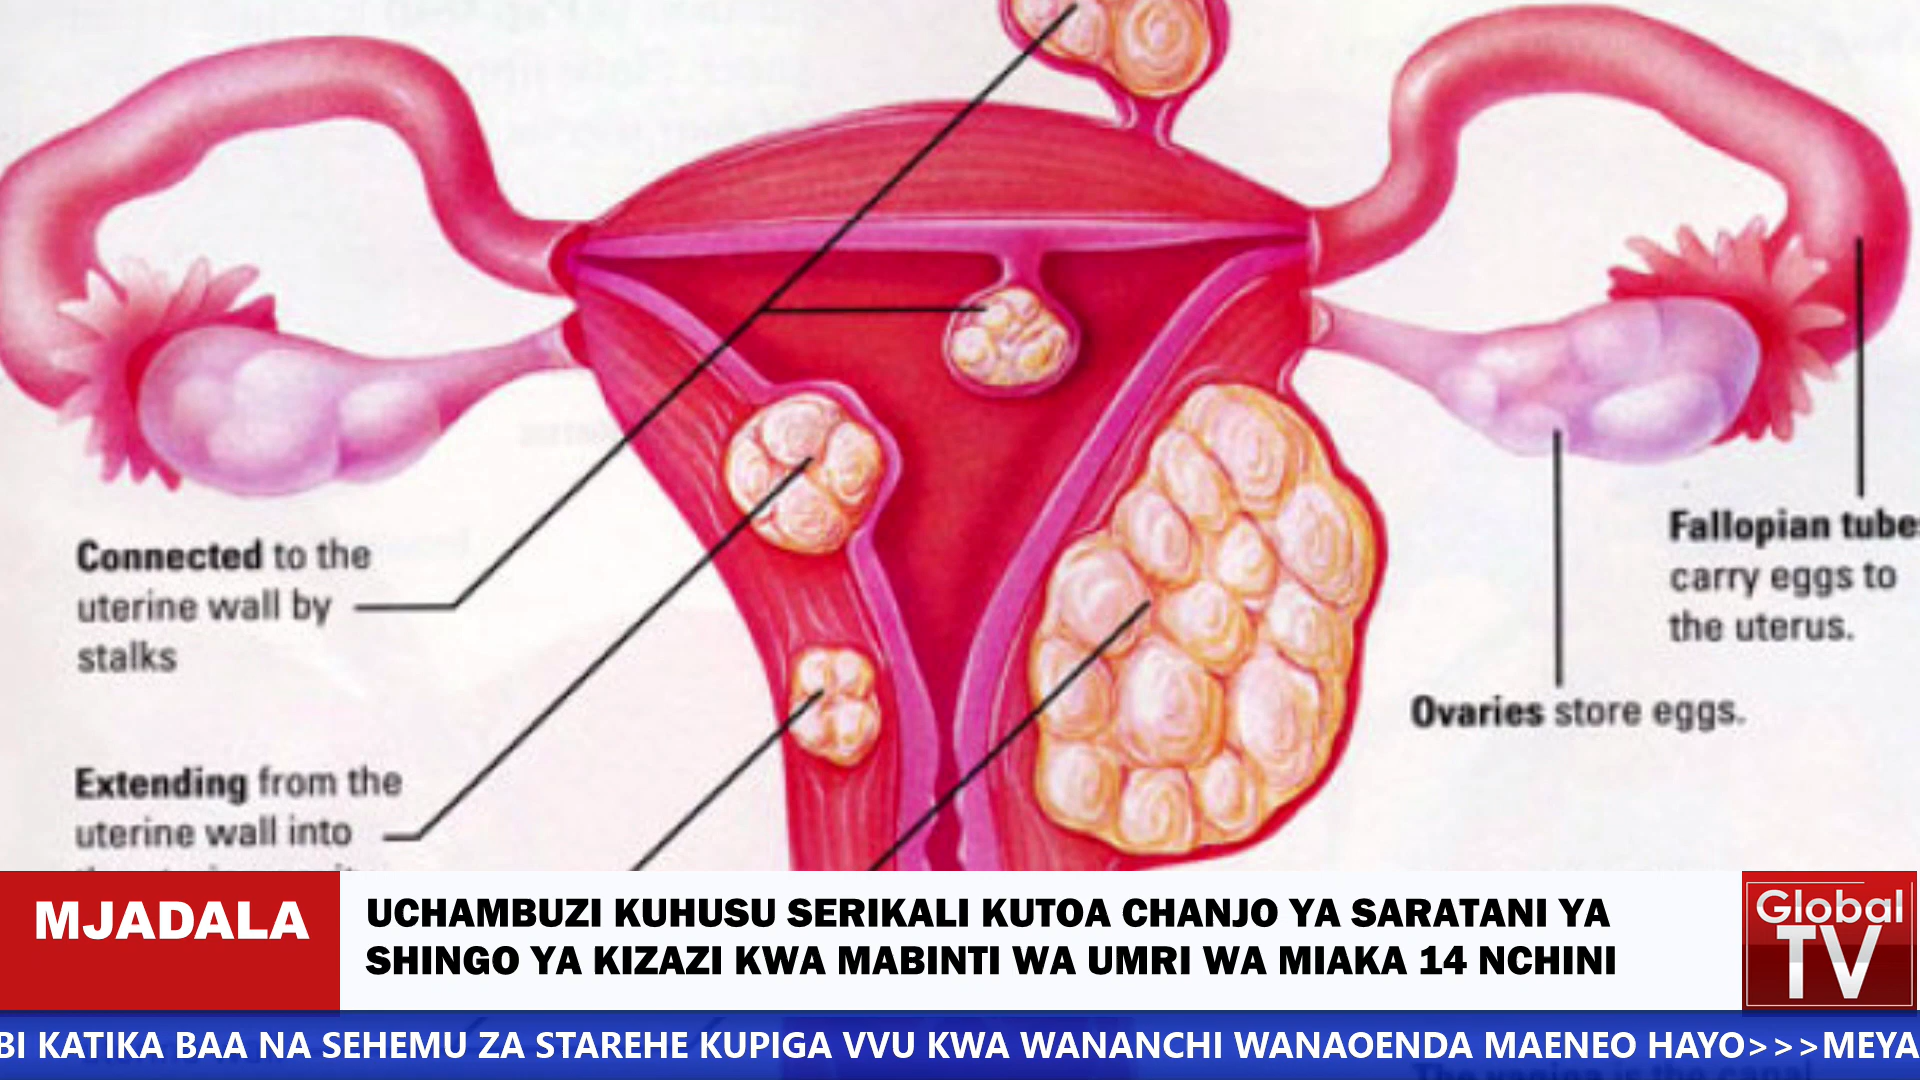 Connected to the
uterine wall by
stalks
Extending from the
uterine wall into
Fallopian tube
carry eggs to
the uterus.
Ovaries store eggs.
MJADALA
UCHAMBUZI KUHUSU SERIKALI KUTOA CHANJO YA SARATANI YA
SHINGO YA KIZAZI KWA MABINTI WA UMRI WA MIAKA 14 NCHINI
Global
TV
BI KATIKA BAA NA SEHEMU ZA STAREHE KUPIGA VVU KWA WANANCHI WANAOENDA MAENEO HAYO>>>MEYA